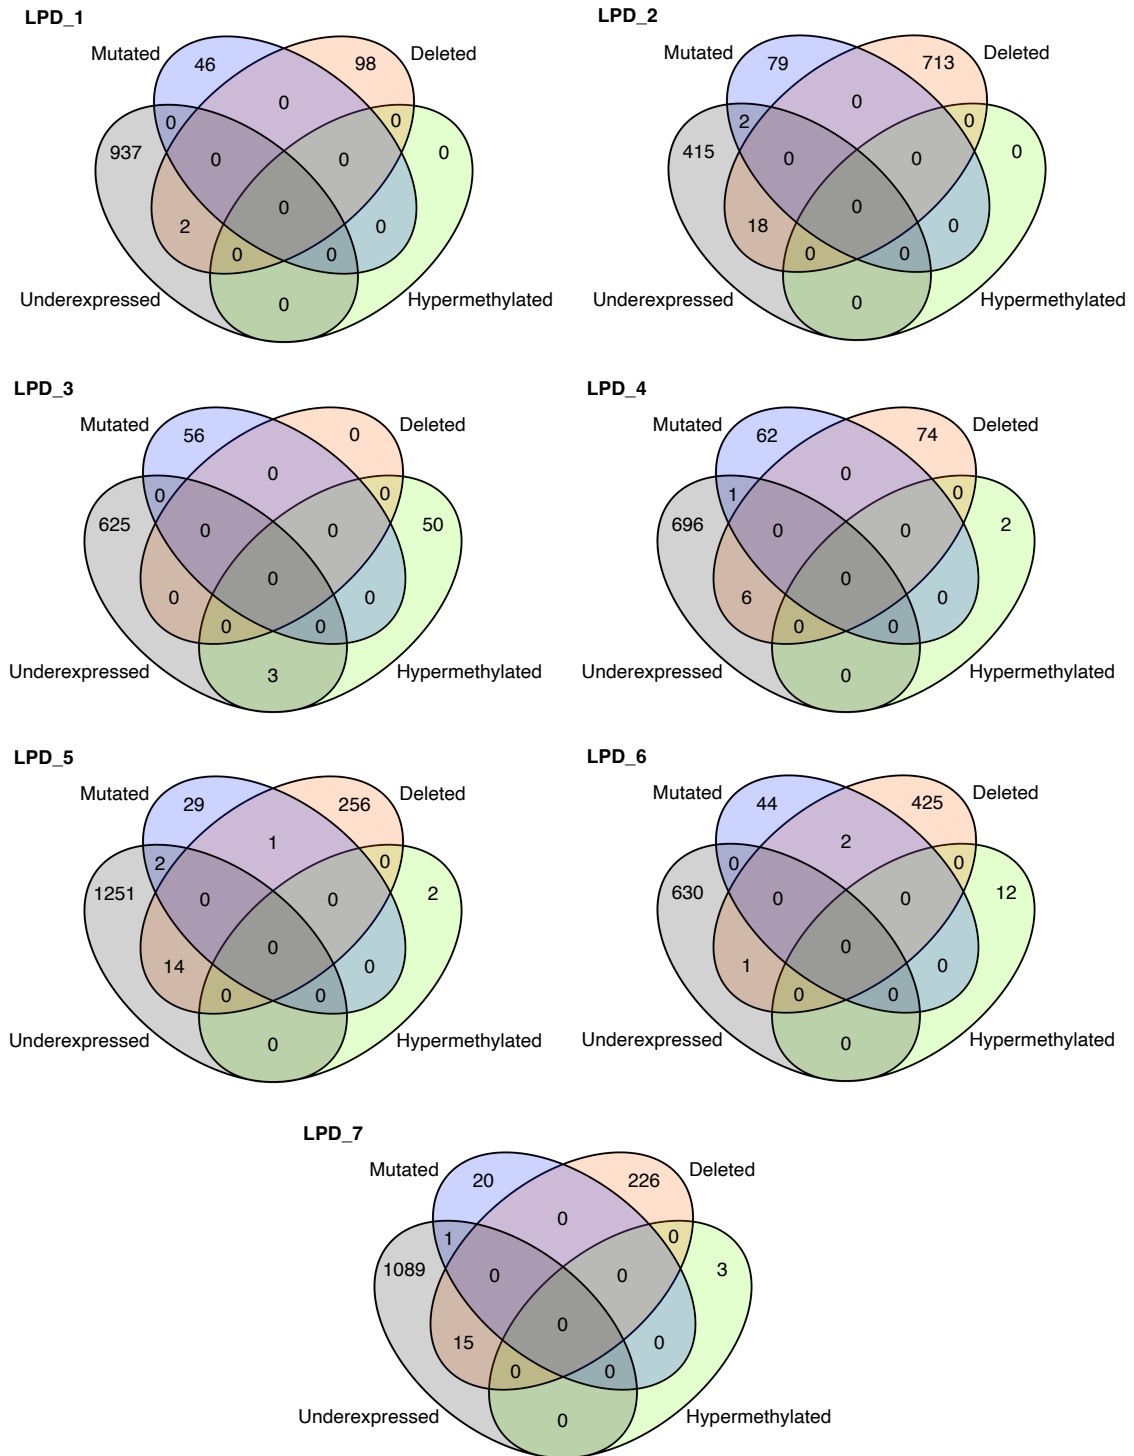 LPD_1
Mutated 46 98 Deleted
0
0 0
937 0 0 0
0
2 0
0 0
Underexpressed 0 Hypermethylated
LPD_2
Mutated 79 713 Deleted
0
2 0
415 0 0 0
0
18 0
0 0
Underexpressed 0 Hypermethylated
LPD_3
Mutated 56 0 Deleted
0
0 0
625 0 0 50
0
0 0
0 0
Underexpressed 3 Hypermethylated
LPD_4
Mutated 62 74 Deleted
0
1 0
696 0 0 2
0
6 0
0 0
Underexpressed 0 Hypermethylated
LPD_5
Mutated 29 256 Deleted
1
2 0
1251 0 0 2
0
14 0
0 0
Underexpressed 0 Hypermethylated
LPD_6
Mutated 44 425 Deleted
2
0 0
630 0 0 12
0
1 0
0 0
Underexpressed 0 Hypermethylated
LPD_7
Mutated 20 226 Deleted
0
1 0
1089 0 0 3
0
15 0
0 0
Underexpressed 0 Hypermethylated